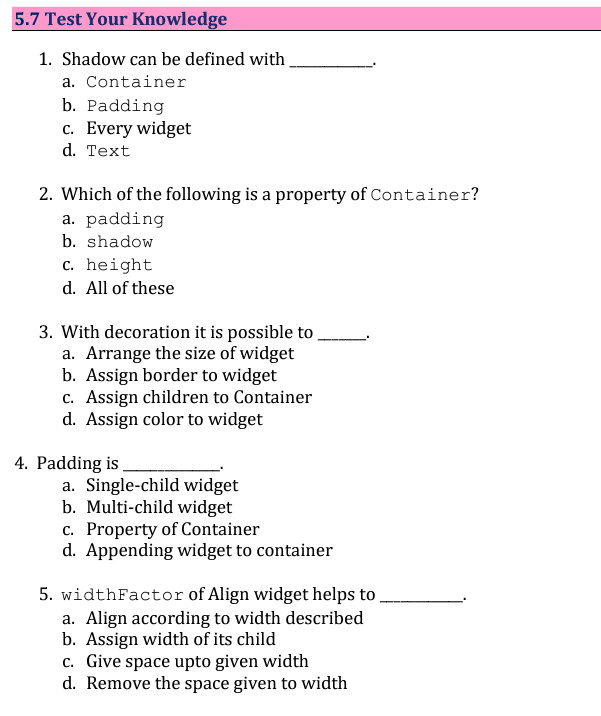 5.7 Test Your Knowledge
1. Shadow can be defined with __________.
a. Container
b. Padding
c. Every widget
d. Text
2. Which of the following is a property of Container?
a. padding
b. shadow
c. height
d. All of these
3. With decoration it is possible to ______.
a. Arrange the size of widget
b. Assign border to widget
c. Assign children to Container
d. Assign color to widget
4. Padding is ____________.
a. Single-child widget
b. Multi-child widget
c. Property of Container
d. Appending widget to container
5. widthFactor of Align widget helps to __________.
a. Align according to width described
b. Assign width of its child
c. Give space upto given width
d. Remove the space given to width